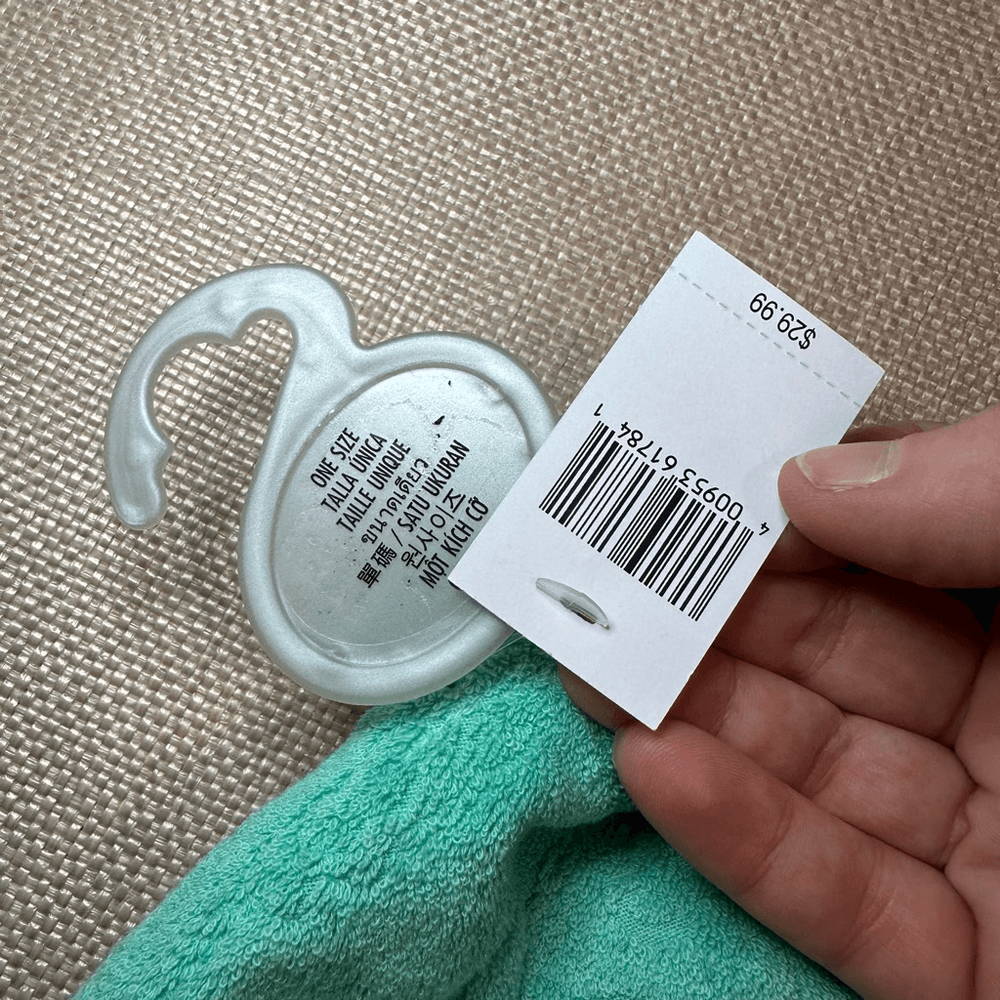 ONE SIZE
TALLA ÚNICA
TAILLE UNIQUE
ขนาดเดียว
單碼 / SATU UKURAN
원사이즈
MỘT KÍCH CỠ
$29.99
4 00953 61784 1